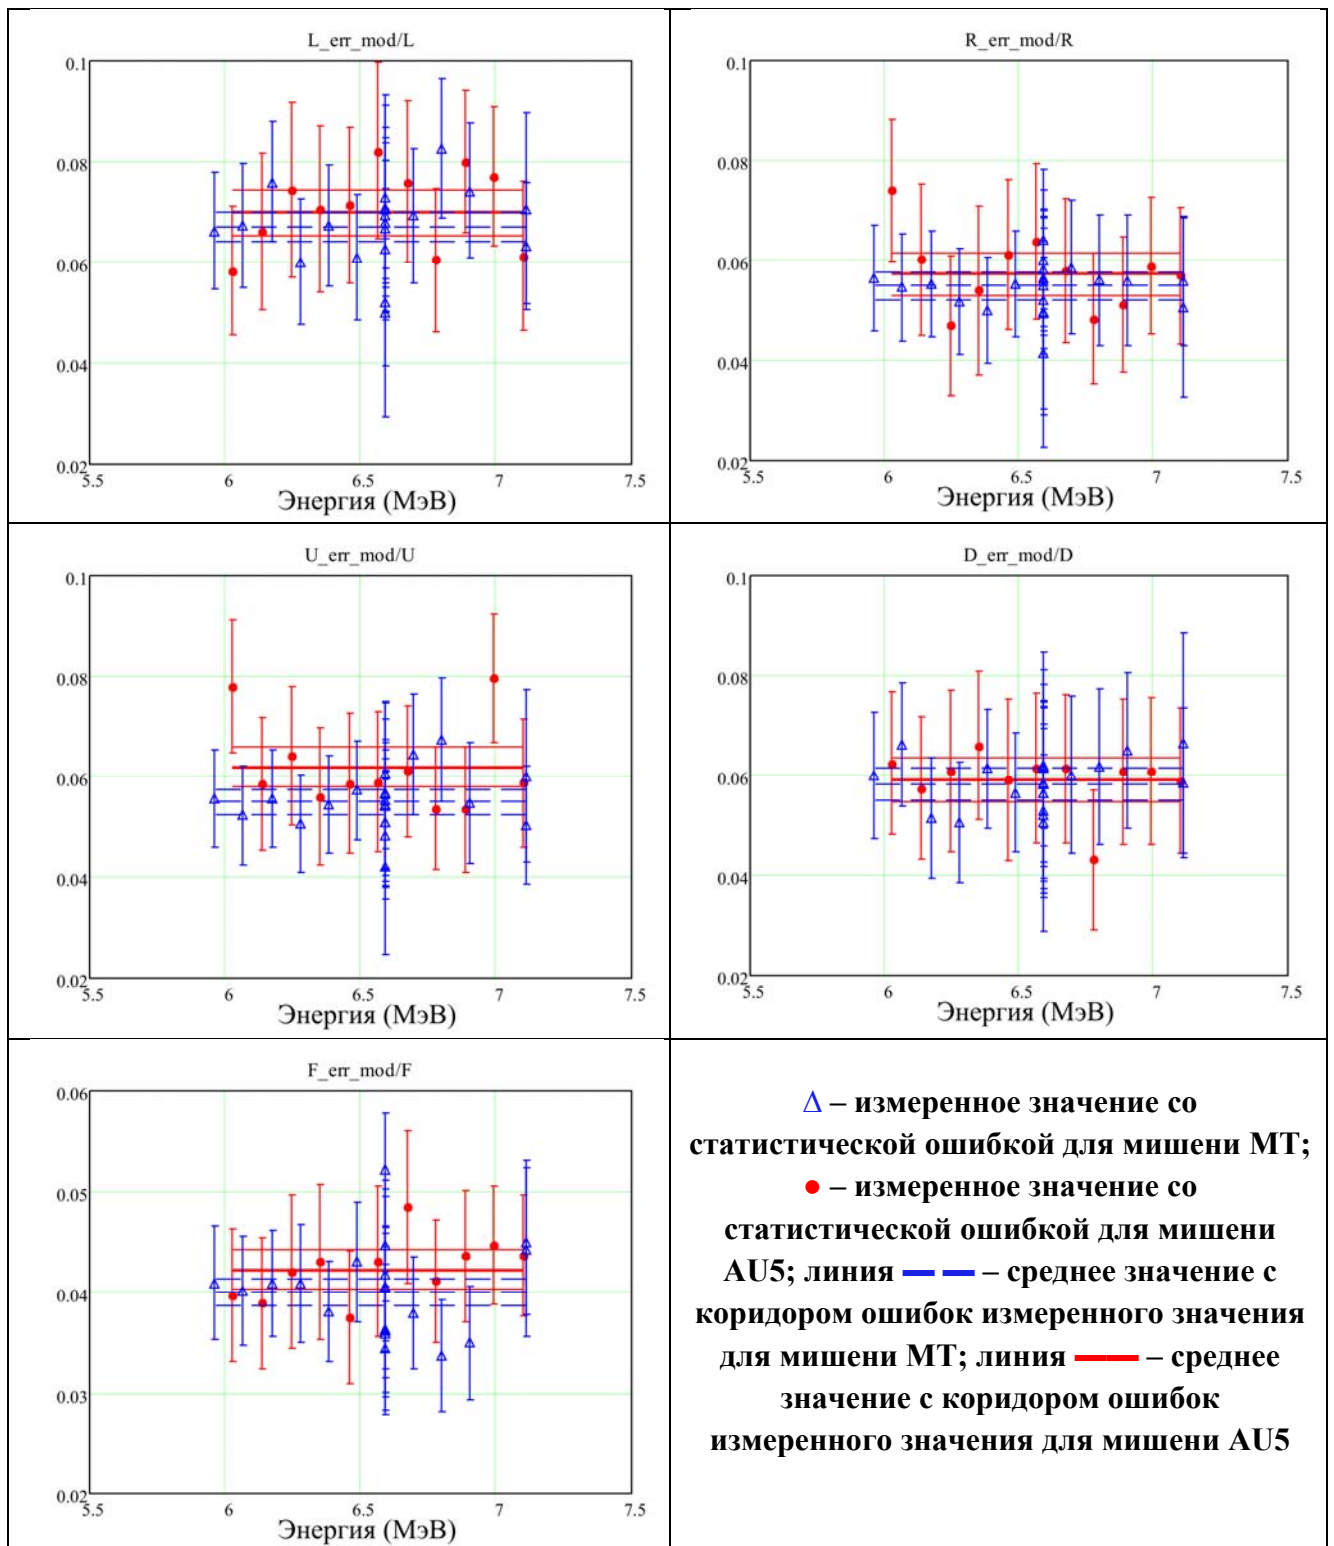 L_err_mod/L
0.1
0.08
0.06
0.04
0.02
5.5 6 6.5 7 7.5
Энергия (МэВ)
R_err_mod/R
0.1
0.08
0.06
0.04
0.02
5.5 6 6.5 7 7.5
Энергия (МэВ)
U_err_mod/U
0.1
0.08
0.06
0.04
0.02
5.5 6 6.5 7 7.5
Энергия (МэВ)
D_err_mod/D
0.1
0.08
0.06
0.04
0.02
5.5 6 6.5 7 7.5
Энергия (МэВ)
F_err_mod/F
0.06
0.05
0.04
0.03
0.02
5.5 6 6.5 7 7.5
Энергия (МэВ)
Δ – измеренное значение со
статистической ошибкой для мишени МТ;
● – измеренное значение со
статистической ошибкой для мишени
AU5; линия — — – среднее значение с
коридором ошибок измеренного значения
для мишени МТ; линия —— – среднее
значение с коридором ошибок
измеренного значения для мишени AU5